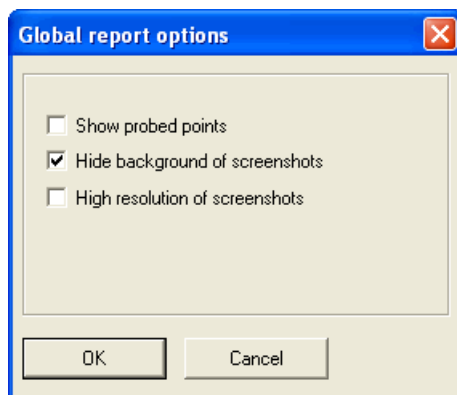 Global report options
Show probed points
Hide background of screenshots
High resolution of screenshots
OK Cancel